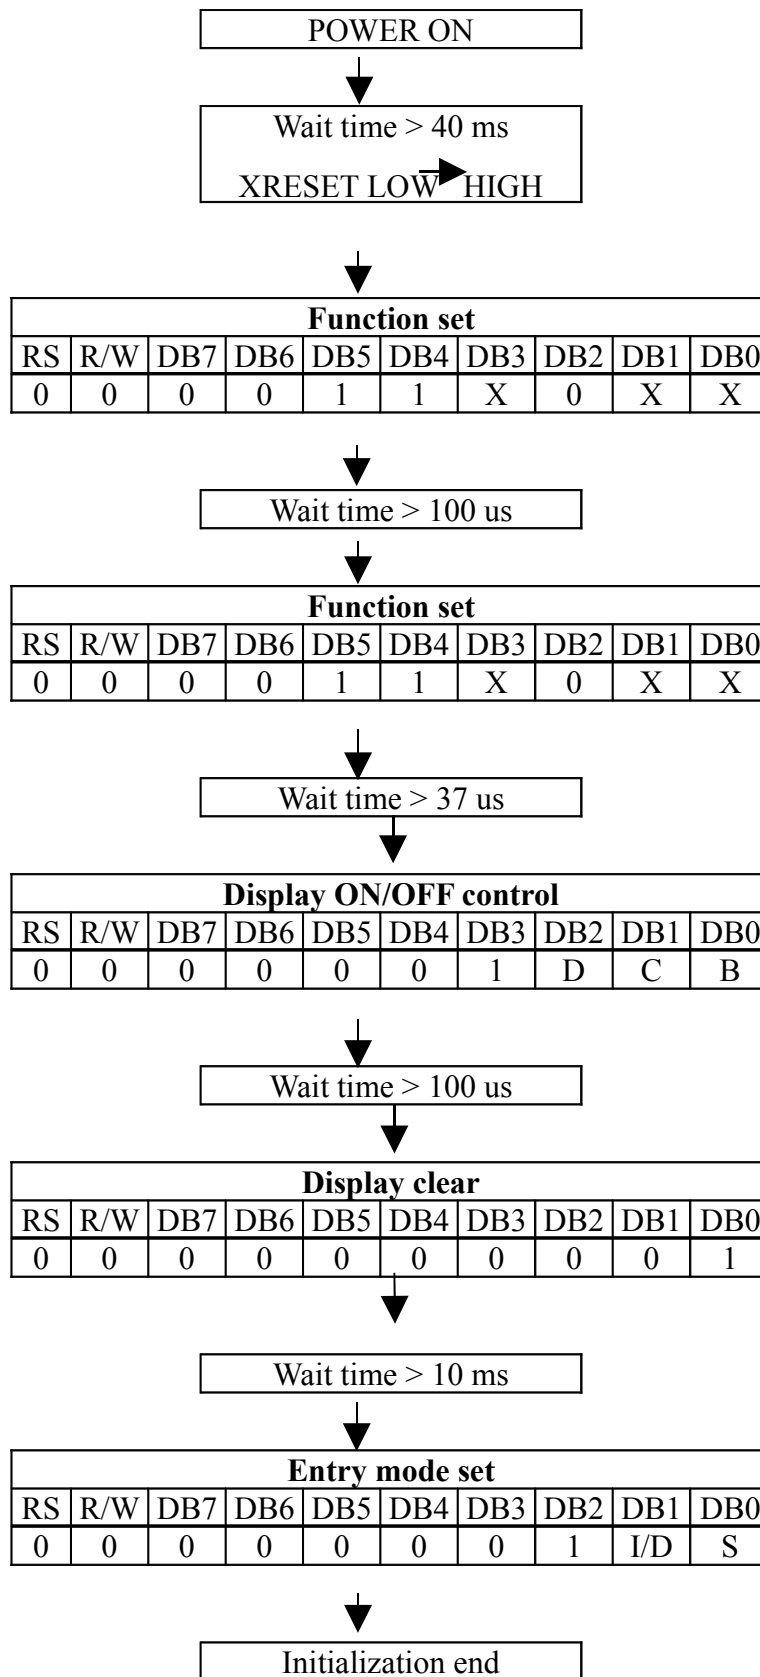 POWER ON
Wait time > 40 ms
XRESET LOW HIGH
Function set
RS R/W DB7 DB6 DB5 DB4 DB3 DB2 DB1 DB0
0 0 0 0 1 1 X 0 X X
Wait time > 100 us
Function set
RS R/W DB7 DB6 DB5 DB4 DB3 DB2 DB1 DB0
0 0 0 0 1 1 X 0 X X
Wait time > 37 us
Display ON/OFF control
RS R/W DB7 DB6 DB5 DB4 DB3 DB2 DB1 DB0
0 0 0 0 0 0 1 D C B
Wait time > 100 us
Display clear
RS R/W DB7 DB6 DB5 DB4 DB3 DB2 DB1 DB0
0 0 0 0 0 0 0 0 0 1
Wait time > 10 ms
Entry mode set
RS R/W DB7 DB6 DB5 DB4 DB3 DB2 DB1 DB0
0 0 0 0 0 0 0 1 I/D S
Initialization end